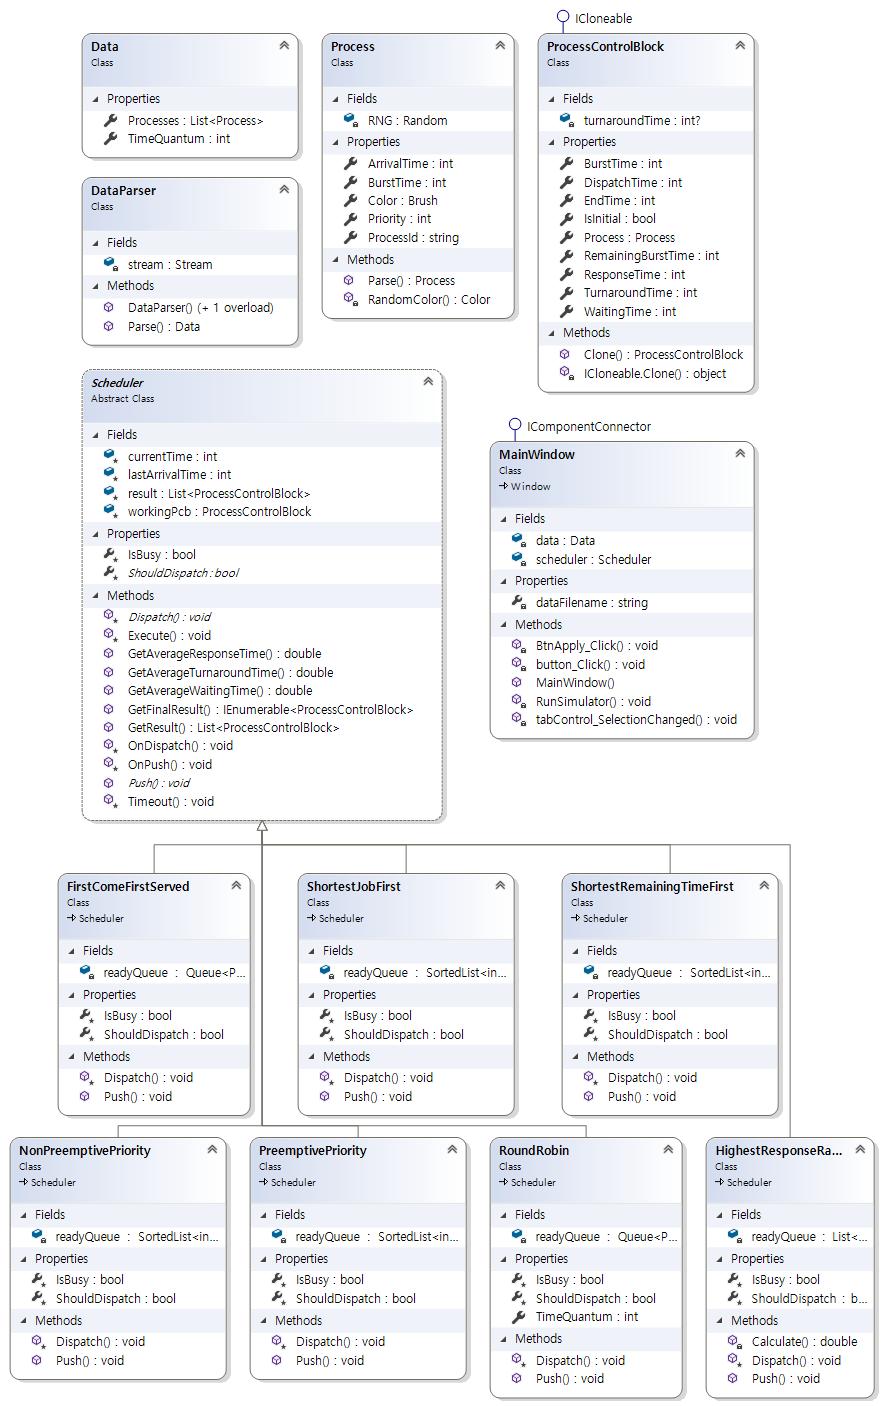 Data
Class
Properties
Processes : List<Process>
TimeQuantum : int
DataParser
Class
Fields
stream : Stream
Methods
DataParser() (+ 1 overload)
Parse() : Data
Process
Class
Fields
RNG : Random
Properties
ArrivalTime : int
BurstTime : int
Color : Brush
Priority : int
ProcessId : string
Methods
Parse() : Process
RandomColor() : Color
ICloneable
ProcessControlBlock
Class
Fields
turnaroundTime : int?
Properties
BurstTime : int
DispatchTime : int
EndTime : int
IsInitial : bool
Process : Process
RemainingBurstTime : int
ResponseTime : int
TurnaroundTime : int
WaitingTime : int
Methods
Clone() : ProcessControlBlock
ICloneable.Clone() : object
Scheduler
Abstract Class
Fields
currentTime : int
lastArrivalTime : int
result : List<ProcessControlBlock>
workingPcb : ProcessControlBlock
Properties
IsBusy : bool
ShouldDispatch : bool
Methods
Dispatch() : void
Execute() : void
GetAverageResponseTime() : double
GetAverageTurnaroundTime() : double
GetAverageWaitingTime() : double
GetFinalResult() : IEnumerable<ProcessControlBlock>
GetResult() : List<ProcessControlBlock>
OnDispatch() : void
OnPush() : void
Push() : void
Timeout() : void
IComponentConnector
MainWindow
Class
Window
Fields
data : Data
scheduler : Scheduler
Properties
dataFilename : string
Methods
BtnApply_Click() : void
button_Click() : void
MainWindow()
RunSimulator() : void
tabControl_SelectionChanged() : void
FirstComeFirstServed
Class
Scheduler
Fields
readyQueue : Queue<P...
Properties
IsBusy : bool
ShouldDispatch : bool
Methods
Dispatch() : void
Push() : void
ShortestJobFirst
Class
Scheduler
Fields
readyQueue : SortedList<in...
Properties
IsBusy : bool
ShouldDispatch : bool
Methods
Dispatch() : void
Push() : void
ShortestRemainingTimeFirst
Class
Scheduler
Fields
readyQueue : SortedList<in...
Properties
IsBusy : bool
ShouldDispatch : bool
Methods
Dispatch() : void
Push() : void
NonPreemptivePriority
Class
Scheduler
Fields
readyQueue : SortedList<in...
Properties
IsBusy : bool
ShouldDispatch : bool
Methods
Dispatch() : void
Push() : void
PreemptivePriority
Class
Scheduler
Fields
readyQueue : SortedList<in...
Properties
IsBusy : bool
ShouldDispatch : bool
Methods
Dispatch() : void
Push() : void
RoundRobin
Class
Scheduler
Fields
readyQueue : Queue<P...
Properties
IsBusy : bool
ShouldDispatch : bool
TimeQuantum : int
Methods
Dispatch() : void
Push() : void
HighestResponseRa...
Class
Scheduler
Fields
readyQueue : List<...
Properties
IsBusy : bool
ShouldDispatch : b...
Methods
Calculate() : double
Dispatch() : void
Push() : void